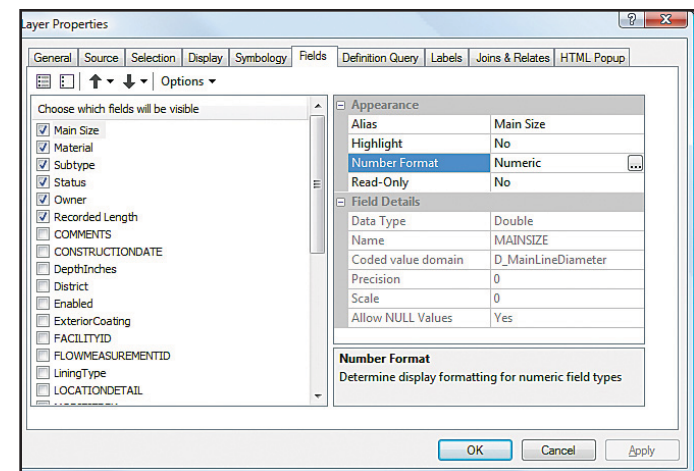 Layer Properties
General Source Selection Display Symbology Fields Definition Query Labels Joins & Relates HTML Popup
Options
Choose which fields will be visible
Main Size
Material
Subtype
Status
Owner
Recorded Length
COMMENTS
CONSTRUCTIONDATE
DepthInches
District
Enabled
ExteriorCoating
FACILITYID
FLOWMEASUREMENTID
LiningType
LOCATIONDETAIL
Appearance
Alias Main Size
Highlight No
Number Format Numeric ...
Read-Only No
Field Details
Data Type Double
Name MAINSIZE
Coded value domain D_MainLineDiameter
Precision 0
Scale 0
Allow NULL Values Yes
Number Format
Determine display formatting for numeric field types
OK Cancel Apply